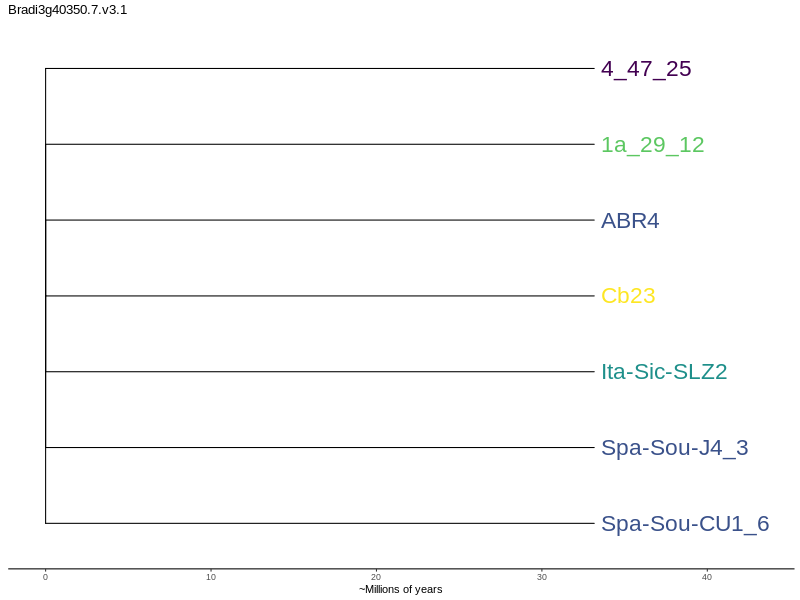 Bradi3g40350.7.v3.1
4_47_25
1a_29_12
ABR4
Cb23
Ita-Sic-SLZ2
Spa-Sou-J4_3
Spa-Sou-CU1_6
0 10 20 30 40
~Millions of years